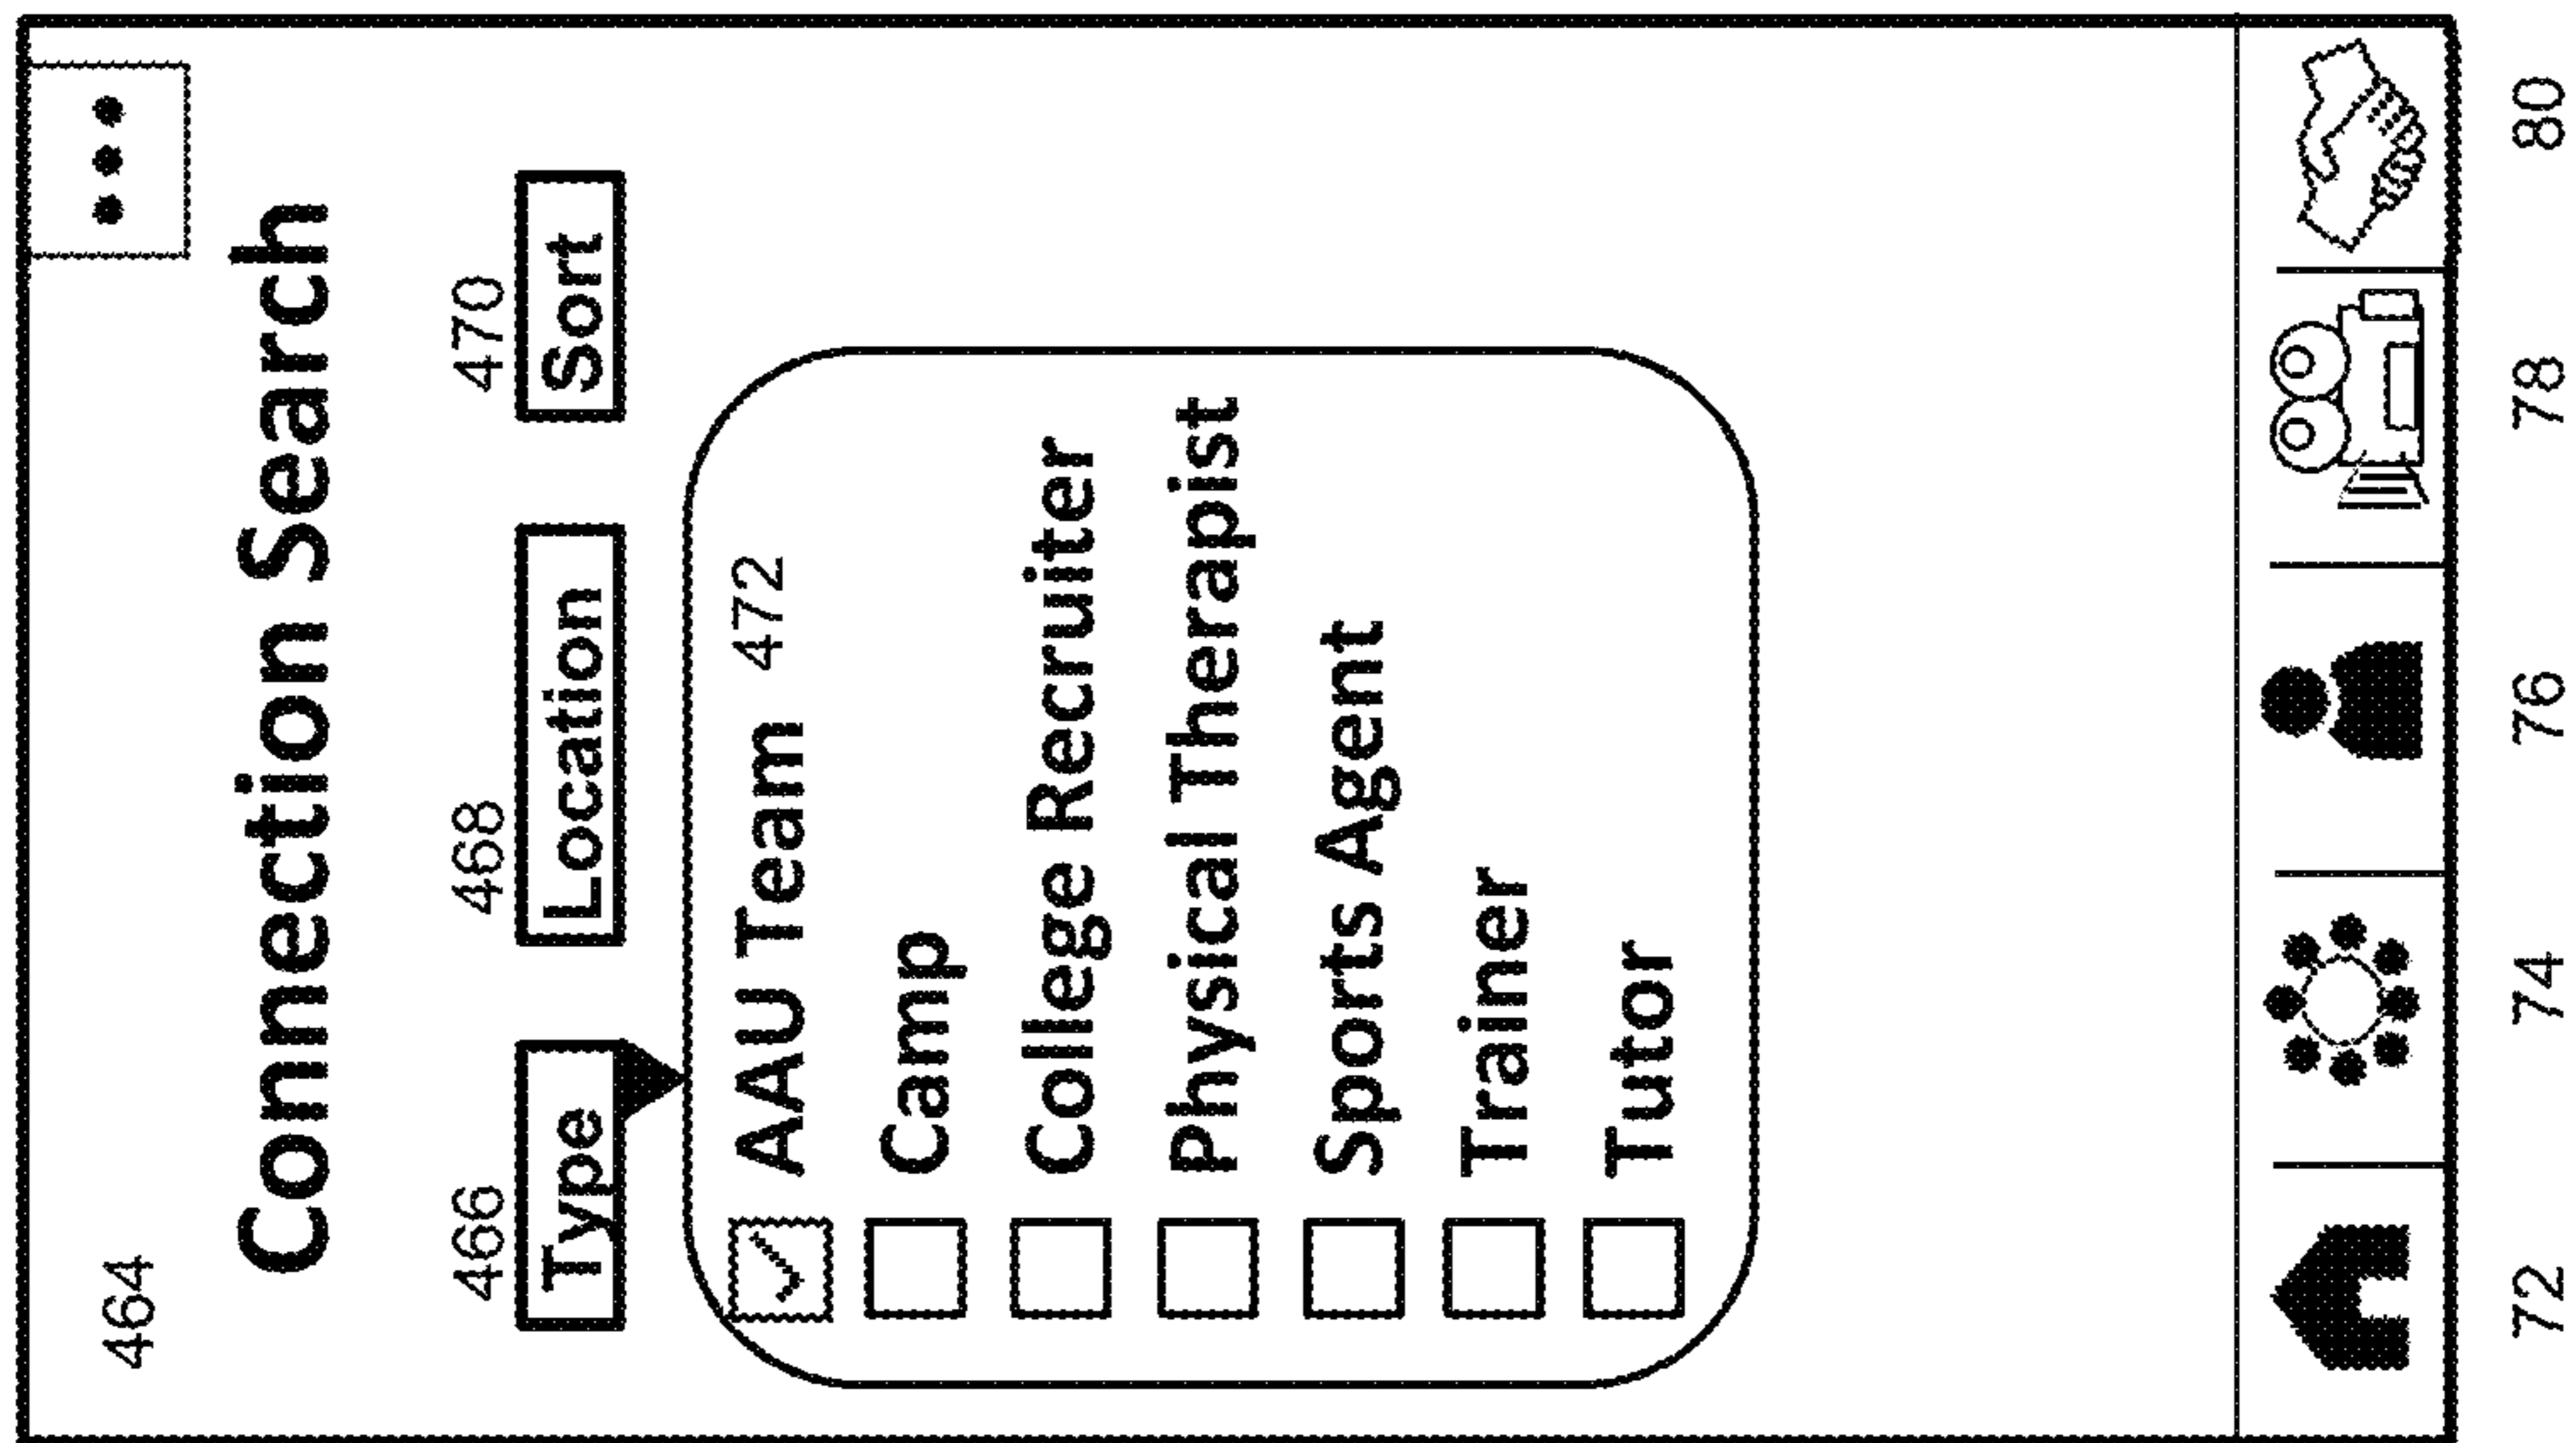 464
Connection Search
466 468 470
Type Location Sort
AAU Team 472
Camp
College Recruiter
Physical Therapist
Sports Agent
Trainer
Tutor
72 74 76 78 80